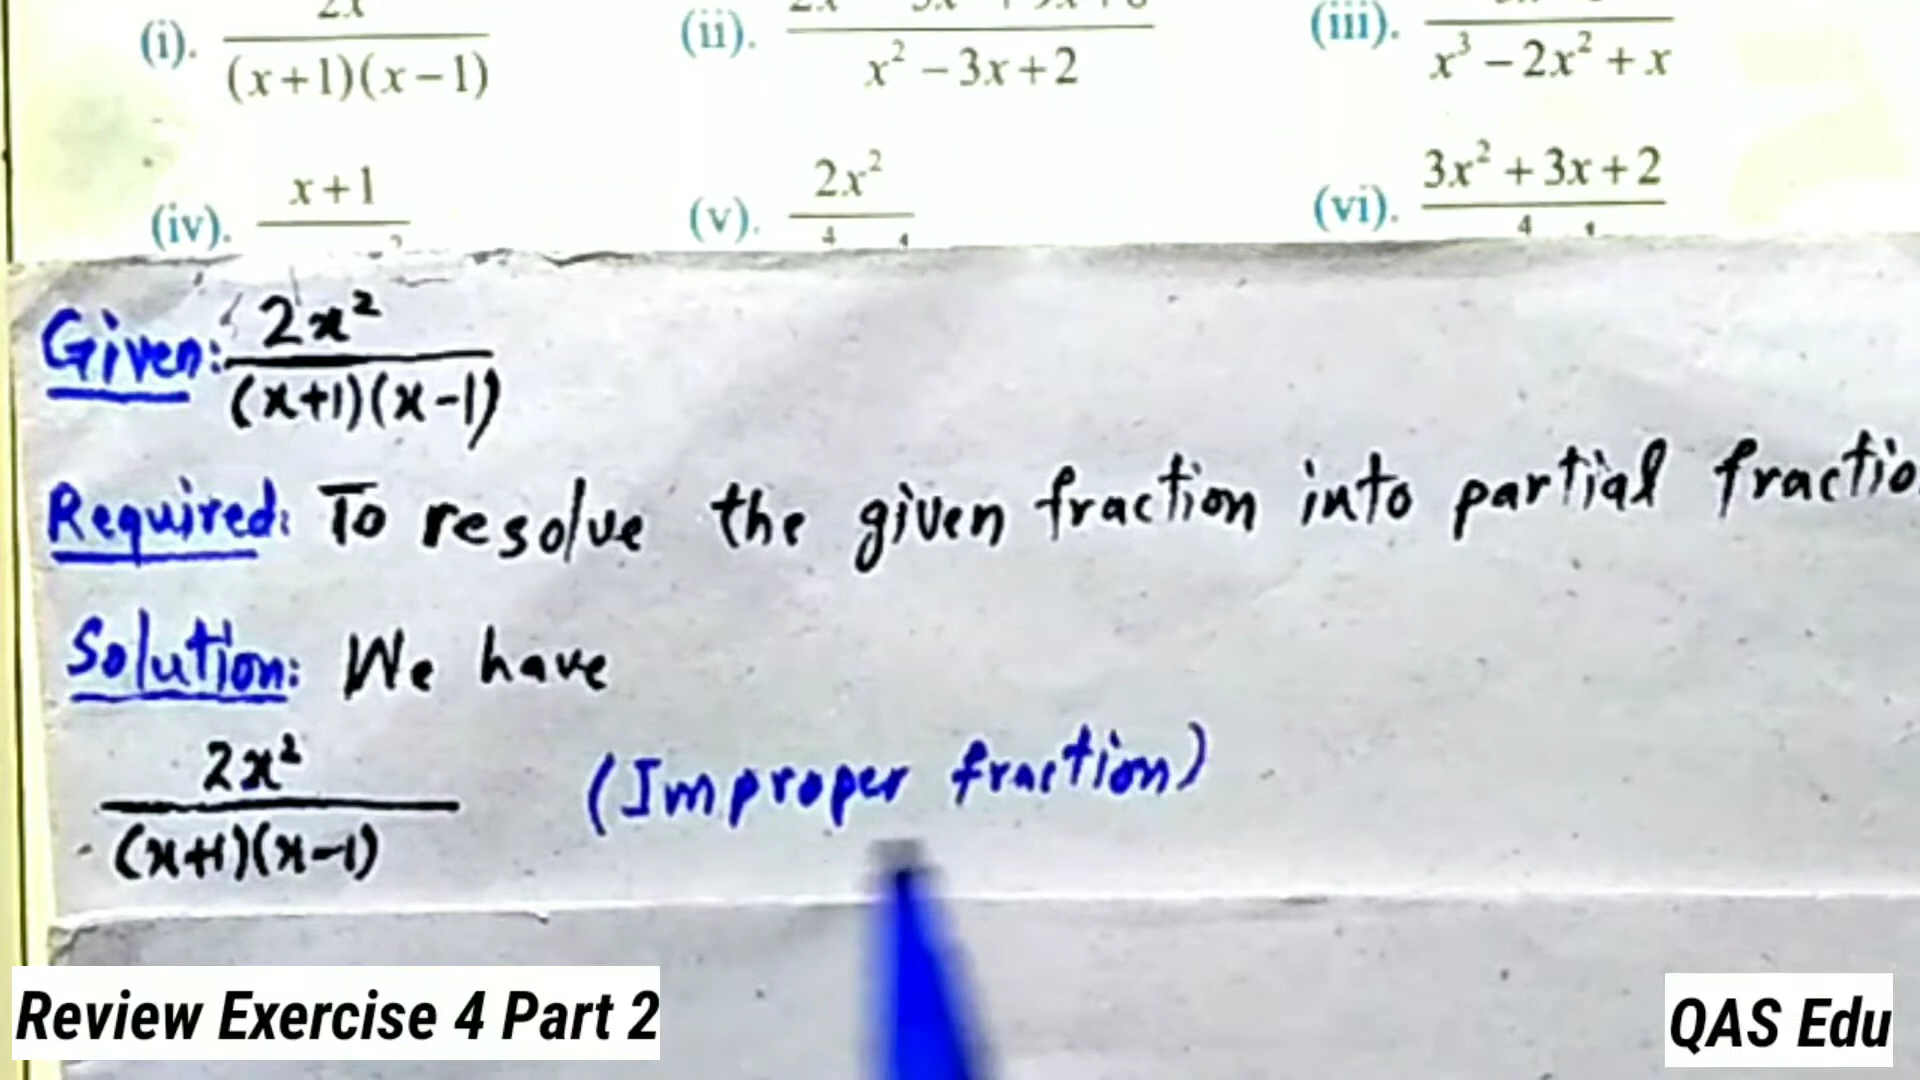 (i). 2x / (x+1)(x−1) (ii). x² − 3x+2 (iii). x³ − 2x² + x
(iv). x+1 (v). 2x² (vi). 3x² + 3x + 2
Given: 2x² / (x+1)(x-1)
Required: To resolve the given fraction into partial fractio
Solution: We have
2x² / (x+1)(x-1) (Improper fraction)
Review Exercise 4 Part 2
QAS Edu